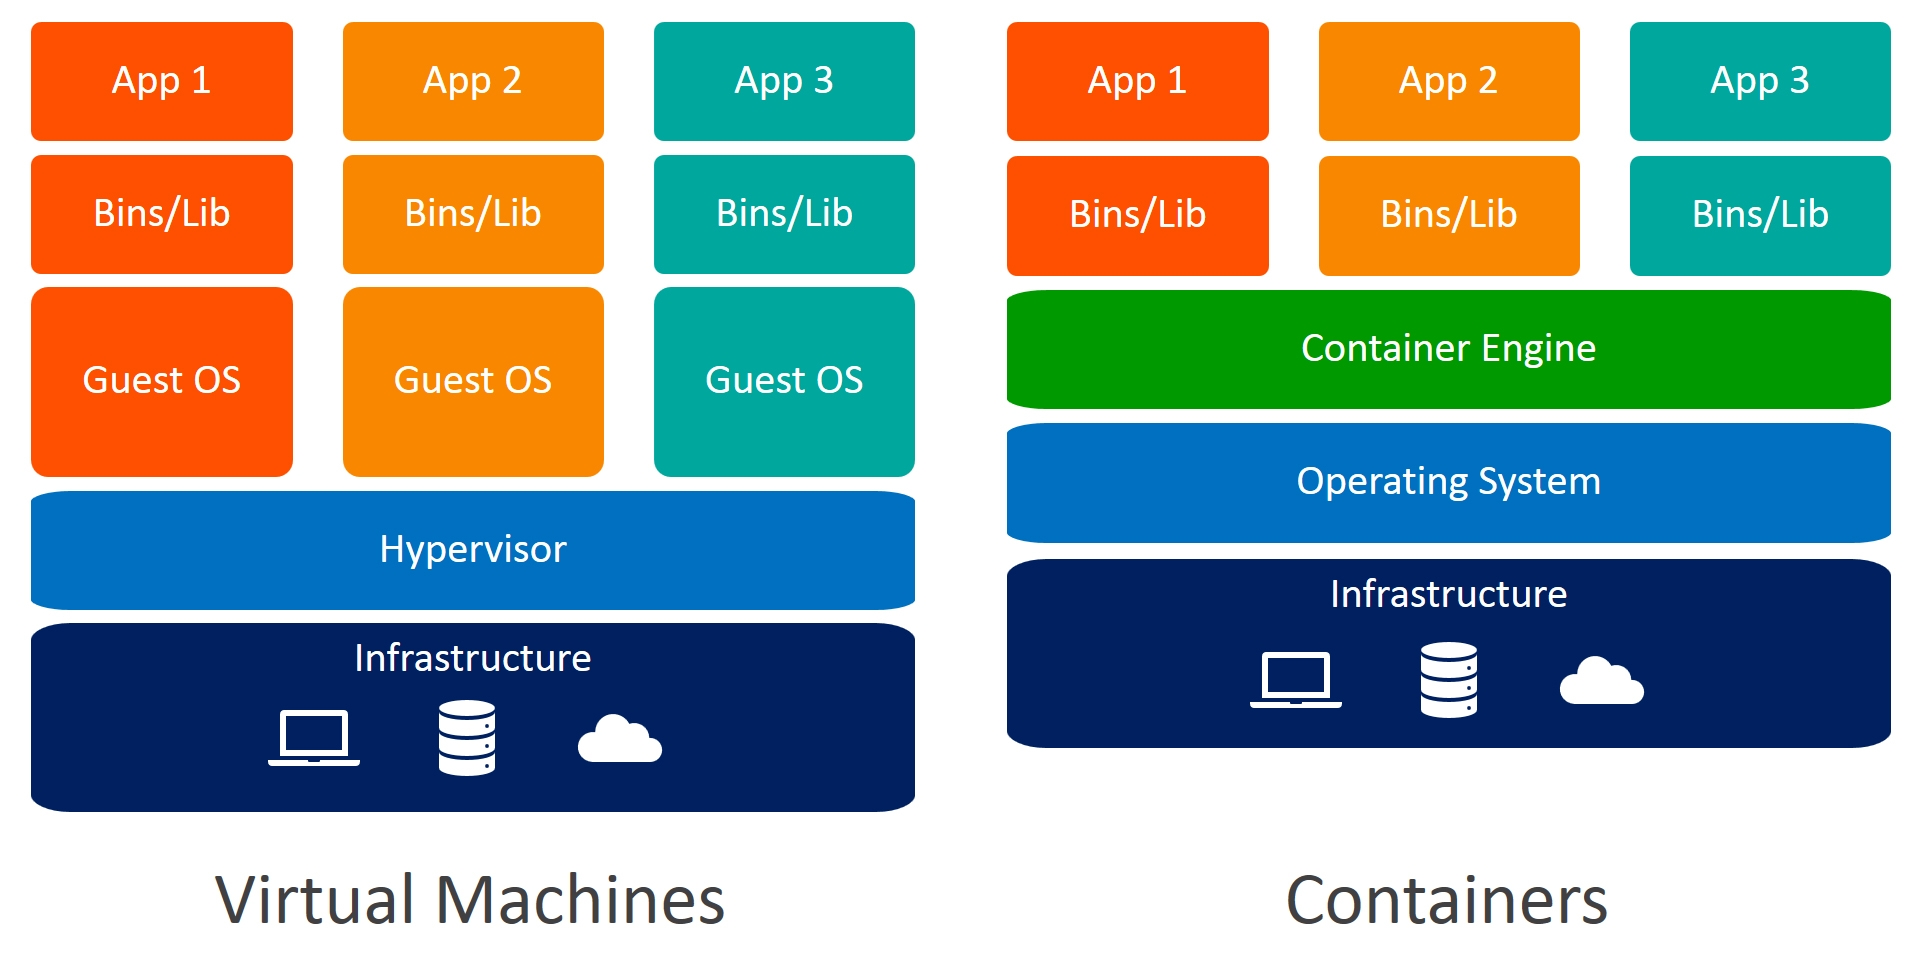 App 1
App 2
App 3
Bins/Lib
Bins/Lib
Bins/Lib
Guest OS
Guest OS
Guest OS
Hypervisor
Infrastructure
Virtual Machines
App 1
App 2
App 3
Bins/Lib
Bins/Lib
Bins/Lib
Container Engine
Operating System
Infrastructure
Containers